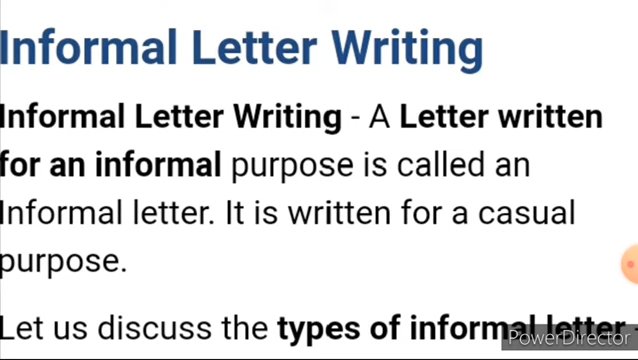 Informal Letter Writing
Informal Letter Writing - A Letter written
for an informal purpose is called an
Informal letter. It is written for a casual
purpose.
Let us discuss the types of informal letter -
PowerDirector